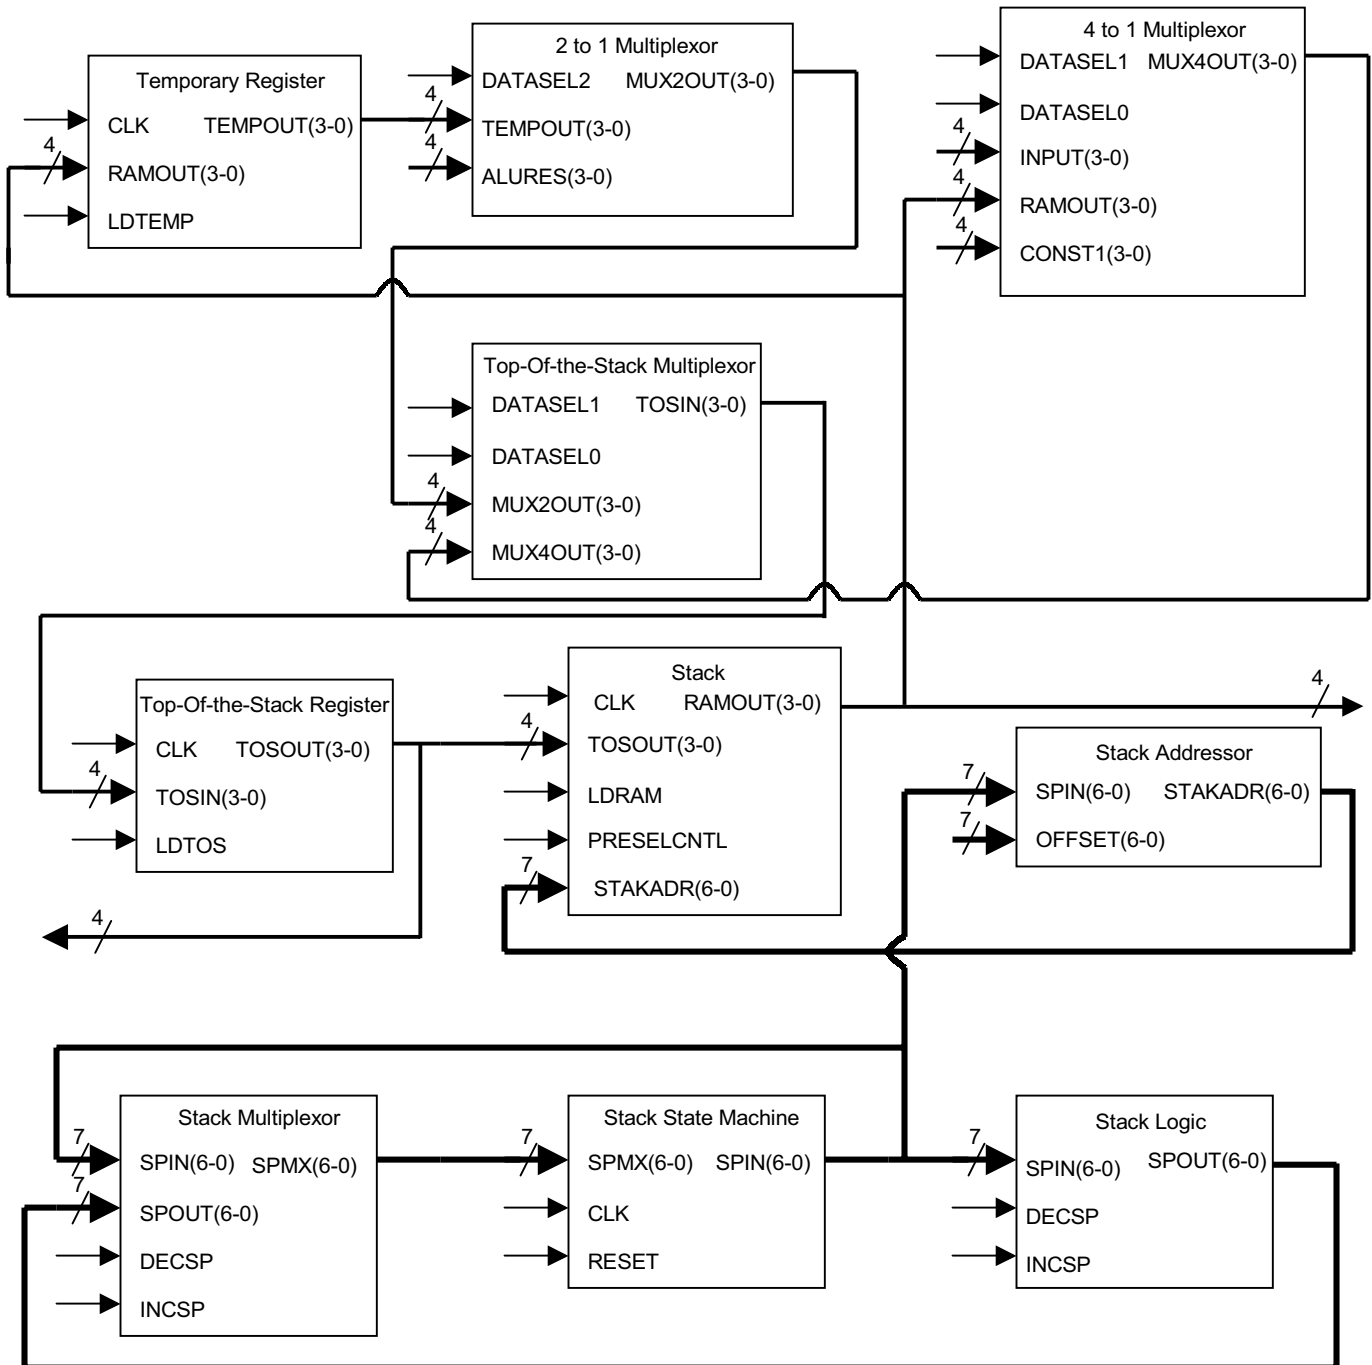 Temporary Register
CLK TEMPOUT(3-0)
4
RAMOUT(3-0)
LDTEMP
2 to 1 Multiplexor
DATASEL2 MUX2OUT(3-0)
4
TEMPOUT(3-0)
4
ALURES(3-0)
4 to 1 Multiplexor
DATASEL1 MUX4OUT(3-0)
DATASEL0
4
INPUT(3-0)
4
RAMOUT(3-0)
4
CONST1(3-0)
Top-Of-the-Stack Multiplexor
DATASEL1 TOSIN(3-0)
DATASEL0
4
MUX2OUT(3-0)
4
MUX4OUT(3-0)
Top-Of-the-Stack Register
CLK TOSOUT(3-0)
4
TOSIN(3-0)
LDTOS
4
Stack
CLK RAMOUT(3-0)
4
TOSOUT(3-0)
LDRAM
PRESELCNTL
7
STAKADR(6-0)
4
Stack Addressor
7
SPIN(6-0) STAKADR(6-0)
7
OFFSET(6-0)
Stack Multiplexor
7
SPIN(6-0) SPMX(6-0)
7
SPOUT(6-0)
DECSP
INCSP
Stack State Machine
7
SPMX(6-0) SPIN(6-0)
CLK
RESET
Stack Logic
7
SPIN(6-0) SPOUT(6-0)
DECSP
INCSP